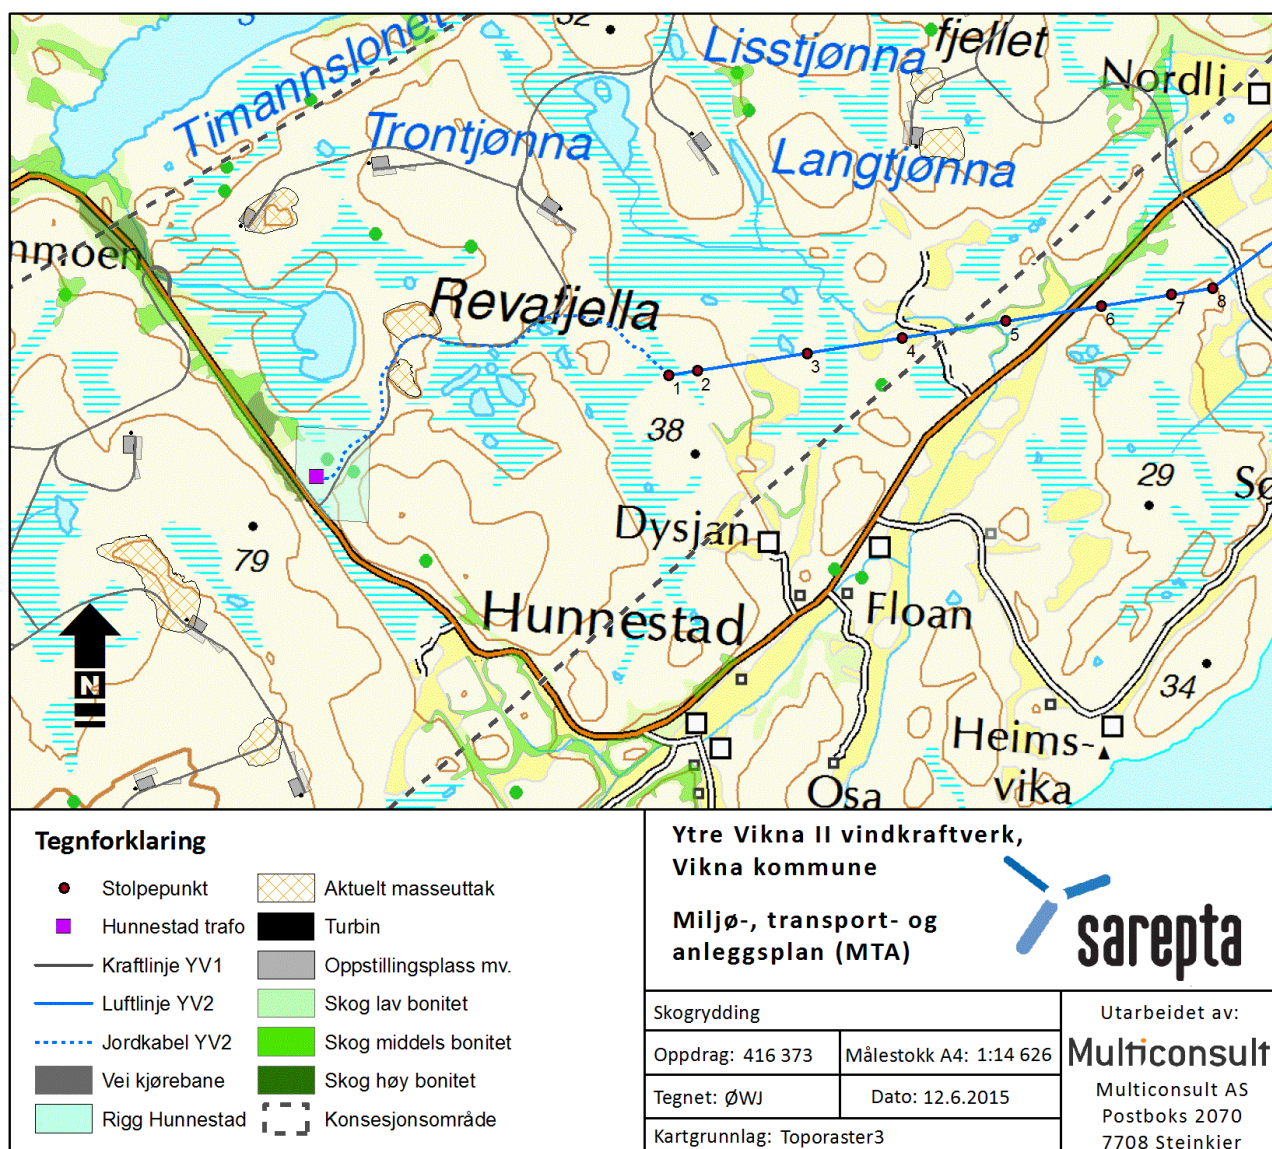 3
52
fjellet
Lisstjønna
Nordli
Timannslonet
Trontjønna
Langtjønna
nmoen
Revafjella
1
2
3
4
5
6
7
8
38
29
Sø
79
Dysjan
Hunnestad
Floan
34
N
Heims-
vika
Osa
Tegnforklaring
Stolpepunkt
Hunnestad trafo
Kraftlinje YV1
Luftlinje YV2
Jordkabel YV2
Vei kjørebane
Rigg Hunnestad
Aktuelt masseuttak
Turbin
Oppstillingsplass mv.
Skog lav bonitet
Skog middels bonitet
Skog høy bonitet
Konsesjonsområde
Ytre Vikna II vindkraftverk,
Vikna kommune
Miljø-, transport- og
anleggsplan (MTA)
sarepta
Skogrydding
Oppdrag: 416 373
Målestokk A4: 1:14 626
Tegnet: ØWJ
Dato: 12.6.2015
Kartgrunnlag: Toporaster3
Utarbeidet av:
Multiconsult
Multiconsult AS
Postboks 2070
7708 Steinkjer